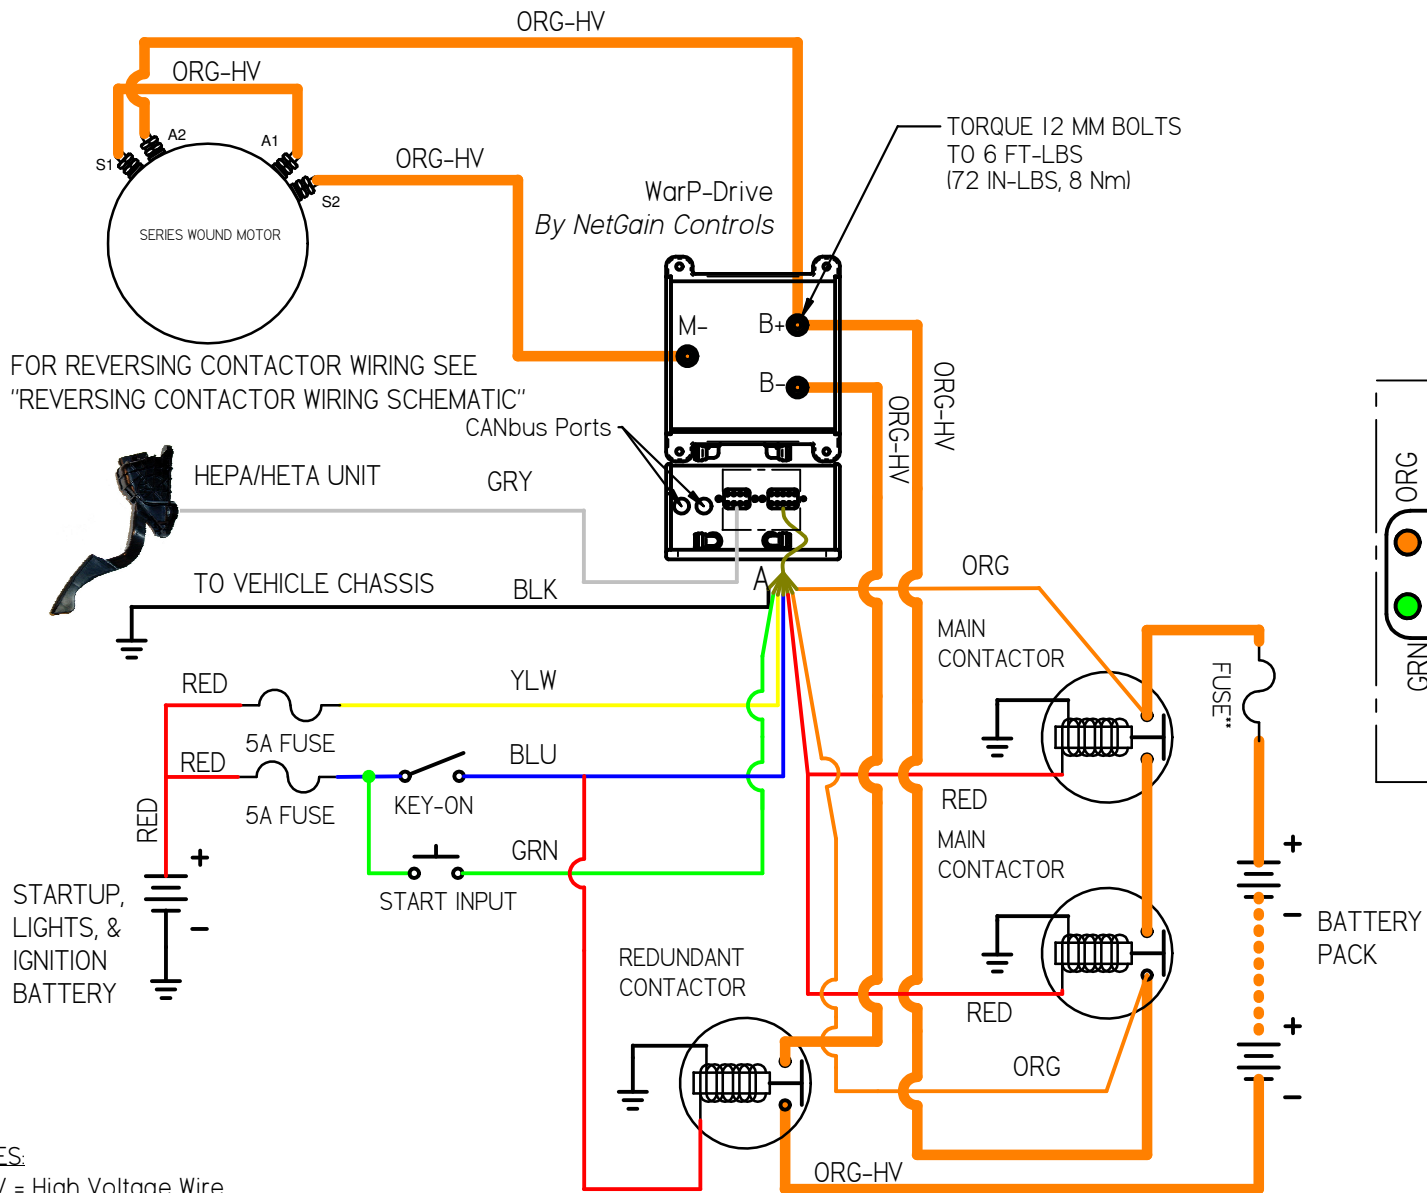 ORG-HV
ORG-HV
A2
A1
S1
S2
SERIES WOUND MOTOR
ORG-HV
TORQUE 12 MM BOLTS
TO 6 FT-LBS
(72 IN-LBS, 8 Nm)
WarP-Drive
By NetGain Controls
M-
B+
B-
FOR REVERSING CONTACTOR WIRING SEE
"REVERSING CONTACTOR WIRING SCHEMATIC"
CANbus Ports
ORG-HV
ORG-HV
HEPA/HETA UNIT
GRY
ORG
GRN
TO VEHICLE CHASSIS
BLK
A
ORG
MAIN
CONTACTOR
FUSE**
RED
YLW
5A FUSE
RED
BLU
5A FUSE
KEY-ON
RED
RED
MAIN
CONTACTOR
GRN
START INPUT
+
-
STARTUP,
LIGHTS, &
IGNITION
BATTERY
+
-
BATTERY
PACK
REDUNDANT
CONTACTOR
RED
+
-
ORG
ORG-HV
ES:
V = High Voltage Wire